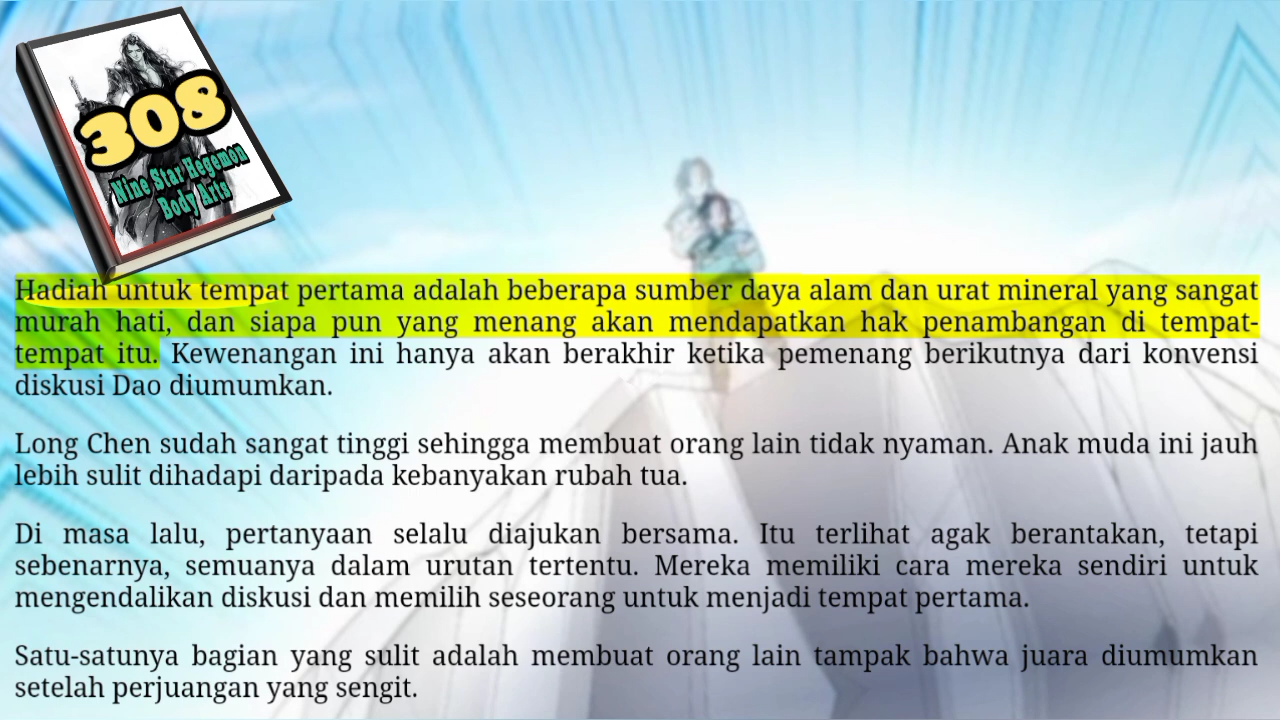 308
Nine Star Hegemon
Body Arts
Hadiah untuk tempat pertama adalah beberapa sumber daya alam dan urat mineral yang sangat
murah hati, dan siapa pun yang menang akan mendapatkan hak penambangan di tempat-
tempat itu. Kewenangan ini hanya akan berakhir ketika pemenang berikutnya dari konvensi
diskusi Dao diumumkan.
Long Chen sudah sangat tinggi sehingga membuat orang lain tidak nyaman. Anak muda ini jauh
lebih sulit dihadapi daripada kebanyakan rubah tua.
Di masa lalu, pertanyaan selalu diajukan bersama. Itu terlihat agak berantakan, tetapi
sebenarnya, semuanya dalam urutan tertentu. Mereka memiliki cara mereka sendiri untuk
mengendalikan diskusi dan memilih seseorang untuk menjadi tempat pertama.
Satu-satunya bagian yang sulit adalah membuat orang lain tampak bahwa juara diumumkan
setelah perjuangan yang sengit.